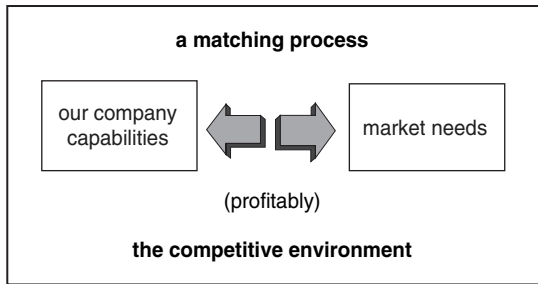 a matching process
our company
capabilities
market needs
(profitably)
the competitive environment